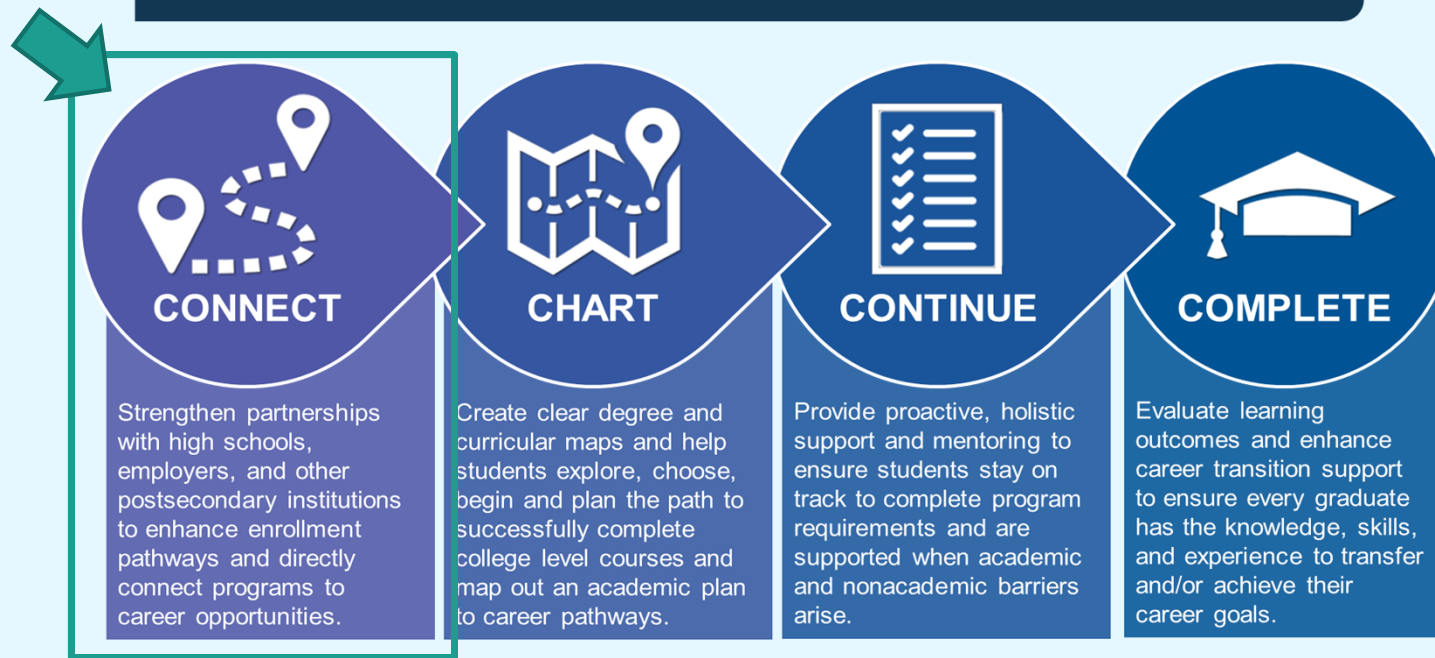 CONNECT
Strengthen partnerships
with high schools,
employers, and other
postsecondary institutions
to enhance enrollment
pathways and directly
connect programs to
career opportunities.
CHART
Create clear degree and
curricular maps and help
students explore, choose,
begin and plan the path to
successfully complete
college level courses and
map out an academic plan
to career pathways.
CONTINUE
Provide proactive, holistic
support and mentoring to
ensure students stay on
track to complete program
requirements and are
supported when academic
and nonacademic barriers
arise.
COMPLETE
Evaluate learning
outcomes and enhance
career transition support
to ensure every graduate
has the knowledge, skills,
and experience to transfer
and/or achieve their
career goals.